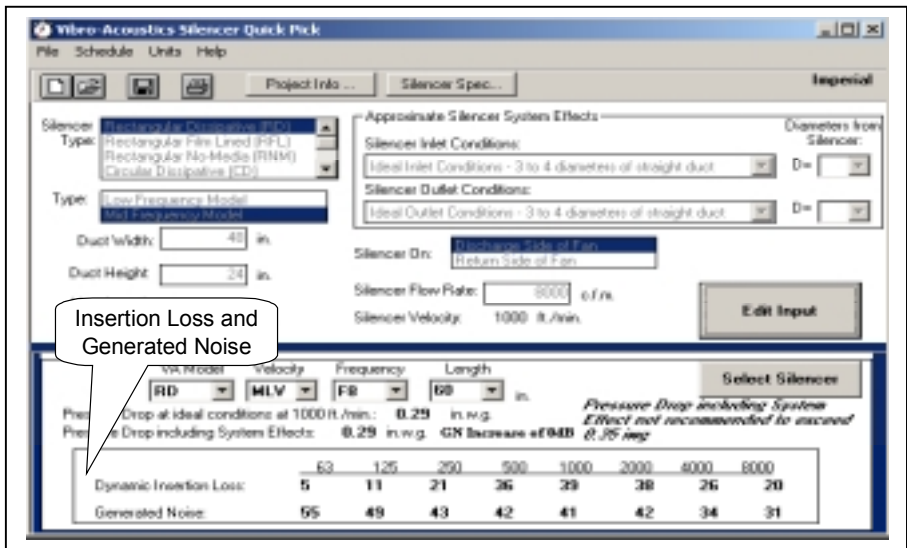 Vibro-Acoustics Silencer Quick Pick
File Schedule Units Help
Project Info ... Silencer Spec... Imperial
Silencer Type: Rectangular Dissipative (RD)
Rectangular Film Lined (RFL)
Rectangular No-Media (RNM)
Circular Dissipative (CD)
Type: Low Frequency Model
Mid Frequency Model
Duct Width: 48 in.
Duct Height 24 in.
Approximate Silencer System Effects
Diameters from Silencer:
Silencer Inlet Conditions:
Ideal Inlet Conditions - 3 to 4 diameters of straight duct D=
Silencer Outlet Conditions:
Ideal Outlet Conditions - 3 to 4 diameters of straight duct D=
Silencer On: Discharge Side of Fan
Return Side of Fan
Silencer Flow Rate: 8000 c.f.m.
Silencer Velocity: 1000 ft./min.
Edit Input
Insertion Loss and
Generated Noise
VA Model Velocity Frequency Length
RD MLV F8 60 in.
Select Silencer
Drop at ideal conditions at 1000 ft./min.: 0.29 in.w.g.
Drop including System Effects: 0.29 in.w.g. GN Increase of 0dB
Pressure Drop including System
Effect not recommended to exceed
0.35 iwg
63 125 250 500 1000 2000 4000 8000
Dynamic Insertion Loss: 5 11 21 36 39 38 26 20
Generated Noise: 55 49 43 42 41 42 34 31